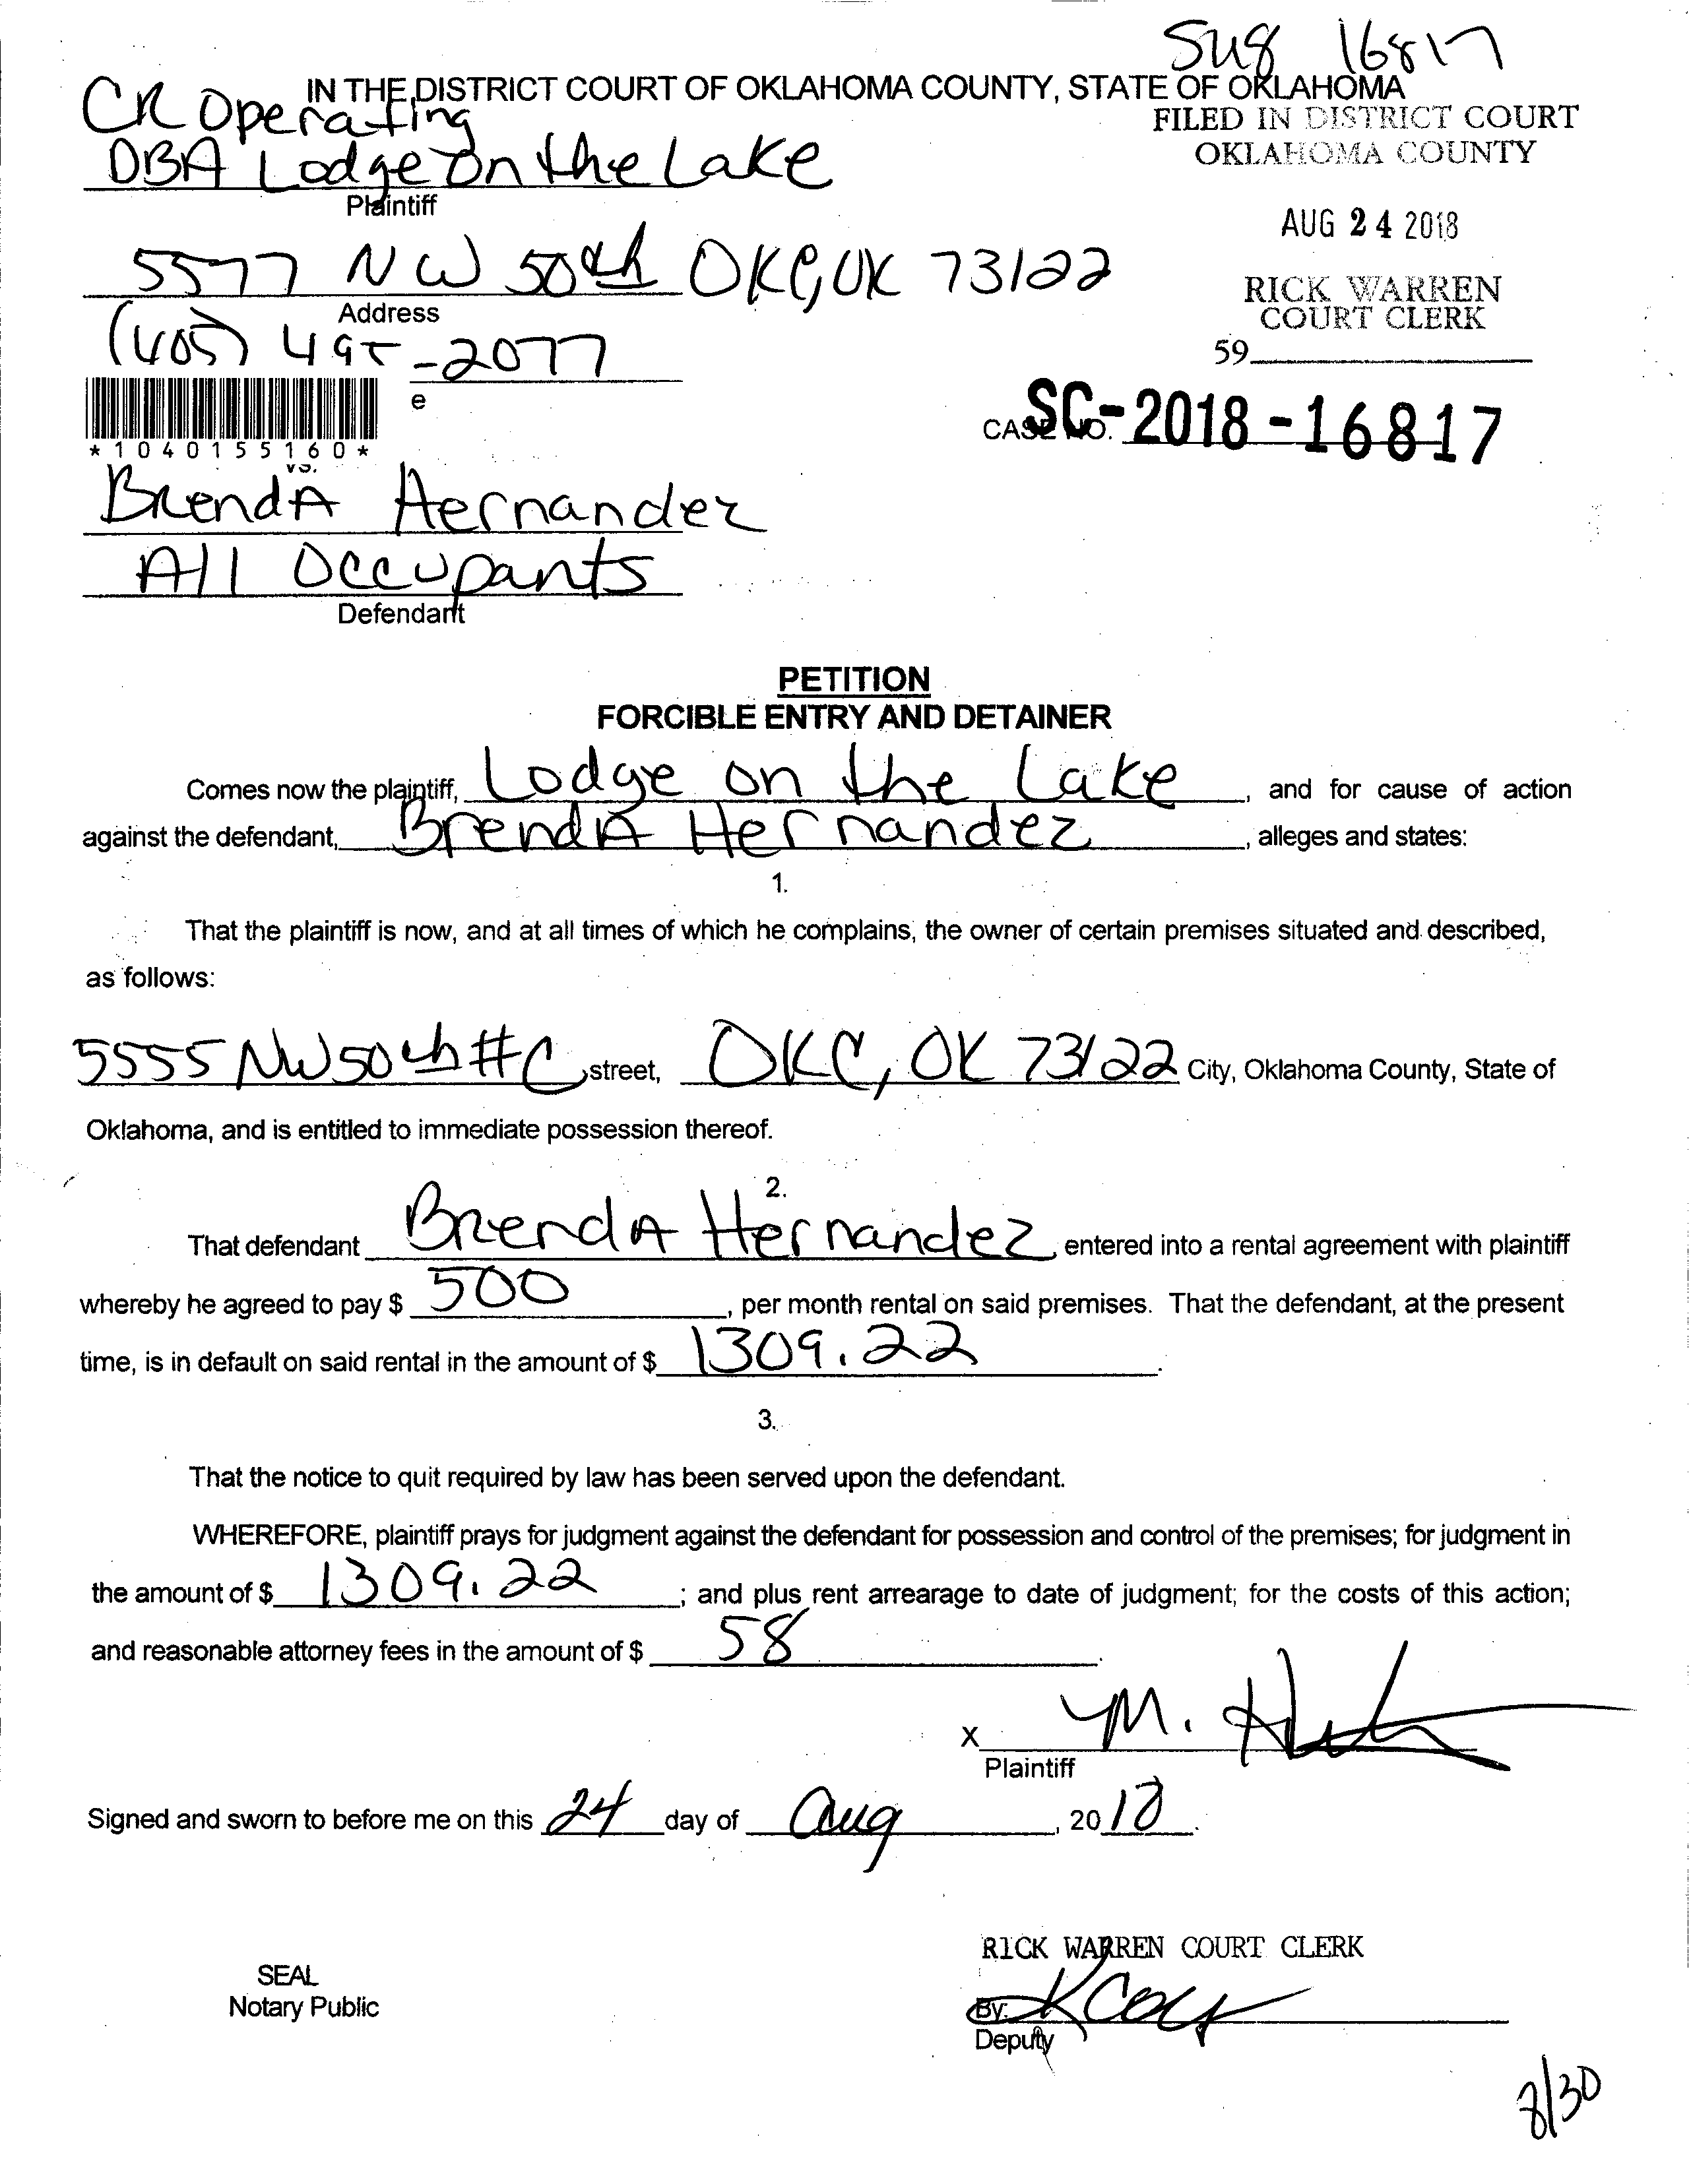 16817
IN THE DISTRICT COURT OF OKLAHOMA COUNTY, STATE OF OKLAHOMA
CR Operating
FILED IN DISTRICT COURT
OKLAHOMA COUNTY
DBA Lodge on the Lake
Plaintiff
AUG 24 2018
5577 NW 50th OKC, OK 73122
Address
RICK WARREN
COURT CLERK
(405) 495-2077
59
e
CASE NO. SC-2018-16817
*1040155160*
vs.
BrendA Hernandez
All Occupants
Defendant
PETITION
FORCIBLE ENTRY AND DETAINER
Comes now the plaintiff, Lodge on the Lake, and for cause of action
against the defendant, BrendA Hernandez, alleges and states:
1.
That the plaintiff is now, and at all times of which he complains, the owner of certain premises situated and described,
as follows:
5555 NW 50th #C street, OKC, OK 73122 City, Oklahoma County, State of
Oklahoma, and is entitled to immediate possession thereof.
2.
That defendant BrendA Hernandez entered into a rental agreement with plaintiff
whereby he agreed to pay $ 500, per month rental on said premises. That the defendant, at the present
time, is in default on said rental in the amount of $ 1309.22.
3.
That the notice to quit required by law has been served upon the defendant.
WHEREFORE, plaintiff prays for judgment against the defendant for possession and control of the premises; for judgment in
the amount of $ 1309.22; and plus rent arrearage to date of judgment; for the costs of this action;
and reasonable attorney fees in the amount of $ 58.
X M.
Plaintiff
Signed and sworn to before me on this 24 day of Aug, 2018.
RICK WARREN COURT CLERK
SEAL
Notary Public
By:
Deputy
8/30